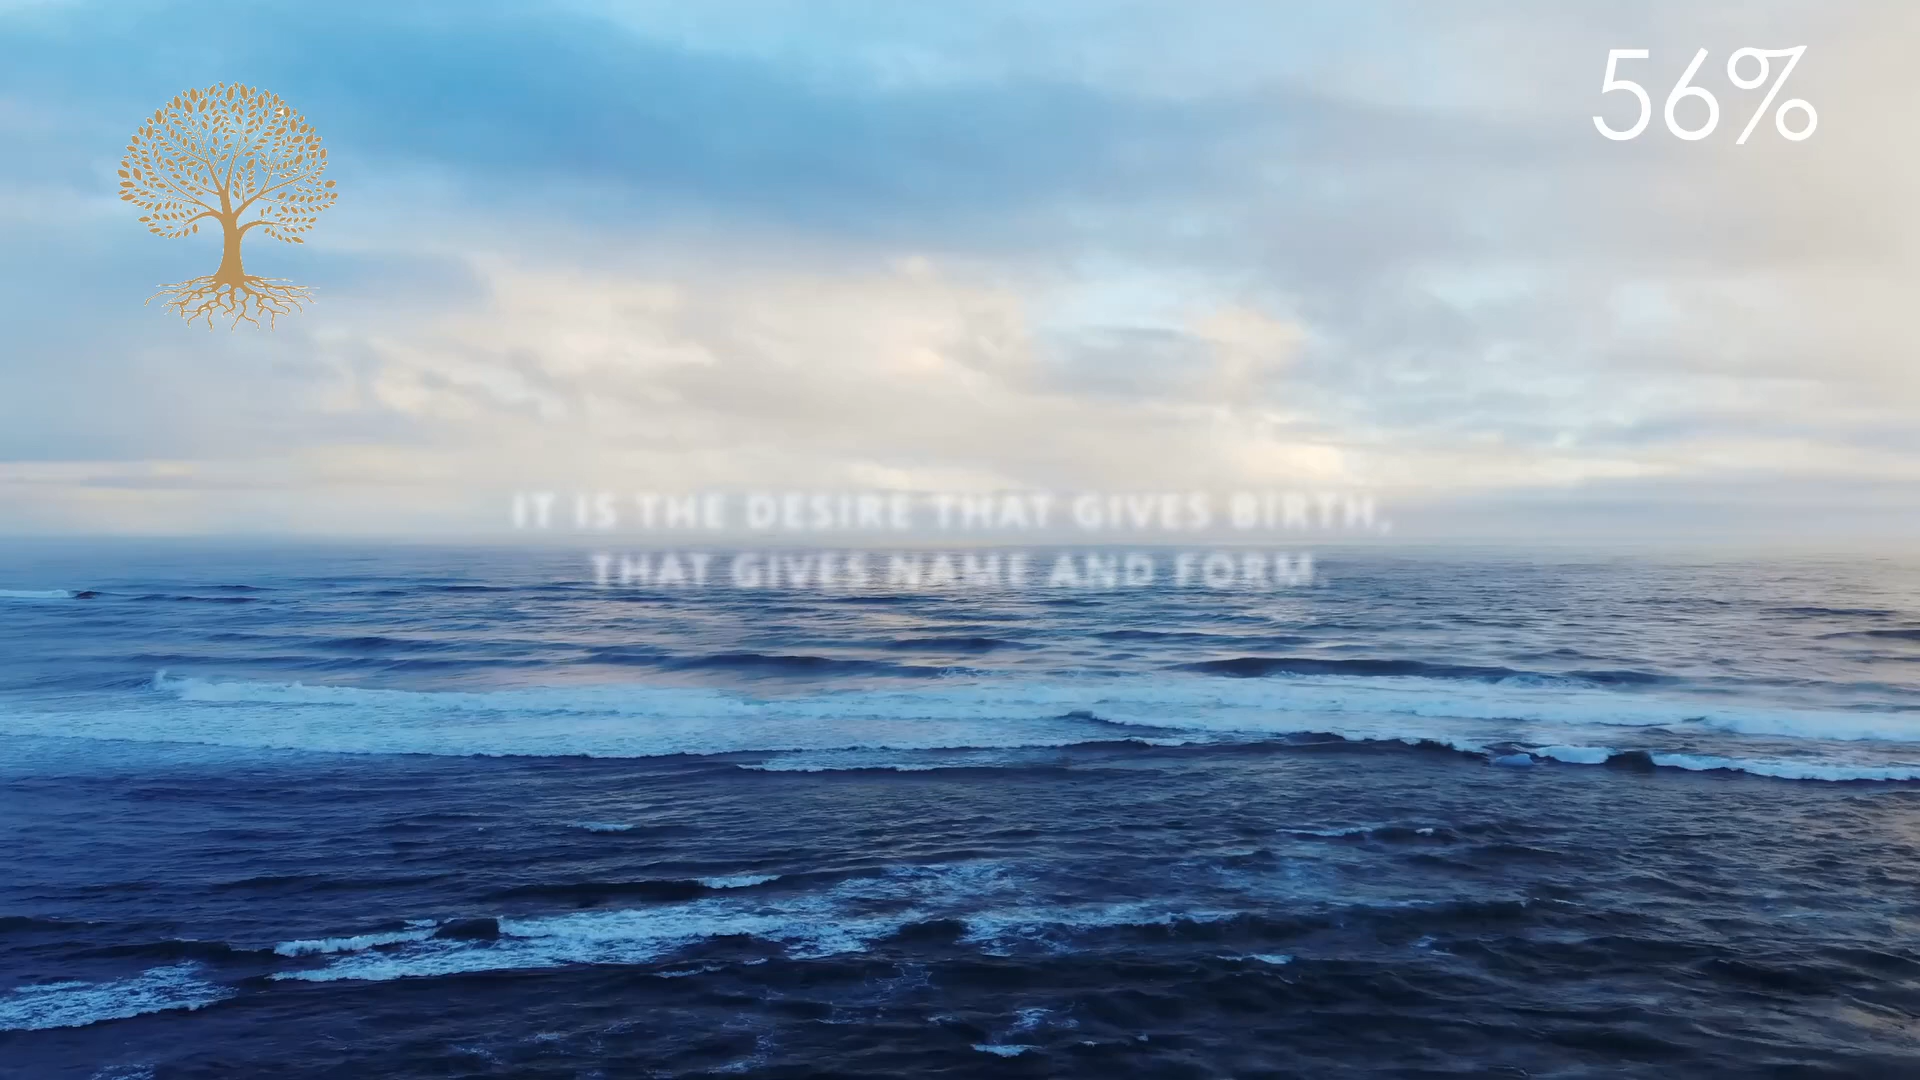 56%
IT IS THE DESIRE THAT GIVES BIRTH,
THAT GIVES NAME AND FORM.